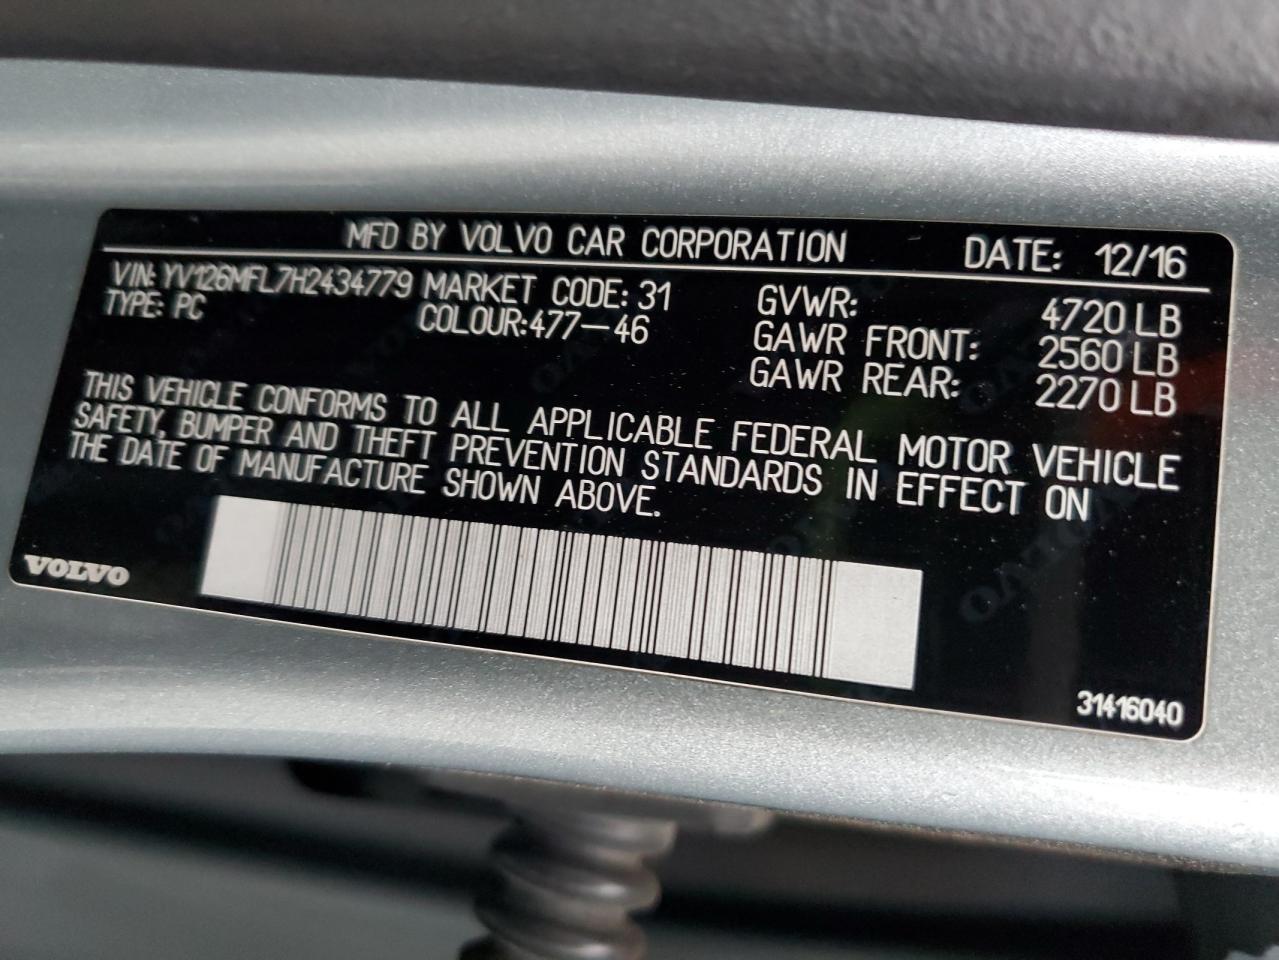 MFD BY VOLVO CAR CORPORATION DATE: 12/16
VIN: YV126MFL7H2434779 MARKET CODE: 31 GVWR: 4720 LB
TYPE: PC COLOUR:477-46 GAWR FRONT: 2560 LB
GAWR REAR: 2270 LB
THIS VEHICLE CONFORMS TO ALL APPLICABLE FEDERAL MOTOR VEHICLE
SAFETY, BUMPER AND THEFT PREVENTION STANDARDS IN EFFECT ON
THE DATE OF MANUFACTURE SHOWN ABOVE.
VOLVO
31416040